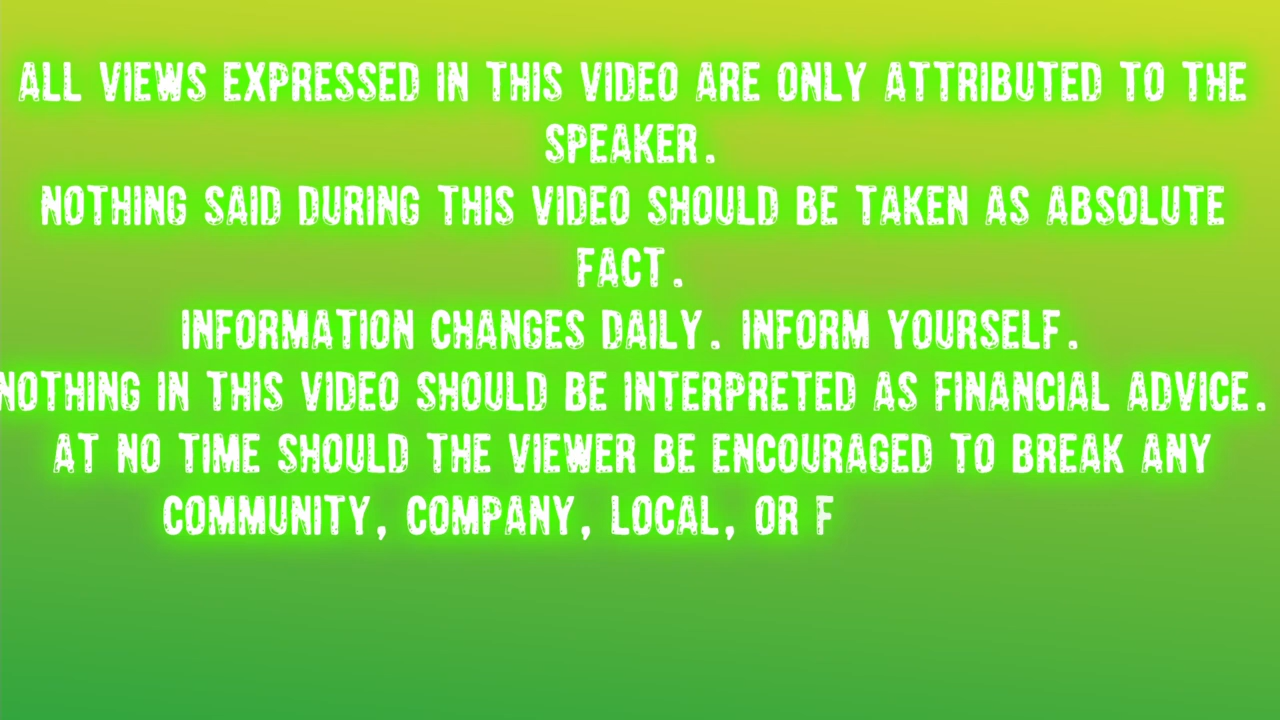 ALL VIEWS EXPRESSED IN THIS VIDEO ARE ONLY ATTRIBUTED TO THE
SPEAKER.
NOTHING SAID DURING THIS VIDEO SHOULD BE TAKEN AS ABSOLUTE
FACT.
INFORMATION CHANGES DAILY. INFORM YOURSELF.
NOTHING IN THIS VIDEO SHOULD BE INTERPRETED AS FINANCIAL ADVICE.
AT NO TIME SHOULD THE VIEWER BE ENCOURAGED TO BREAK ANY
COMMUNITY, COMPANY, LOCAL, OR F